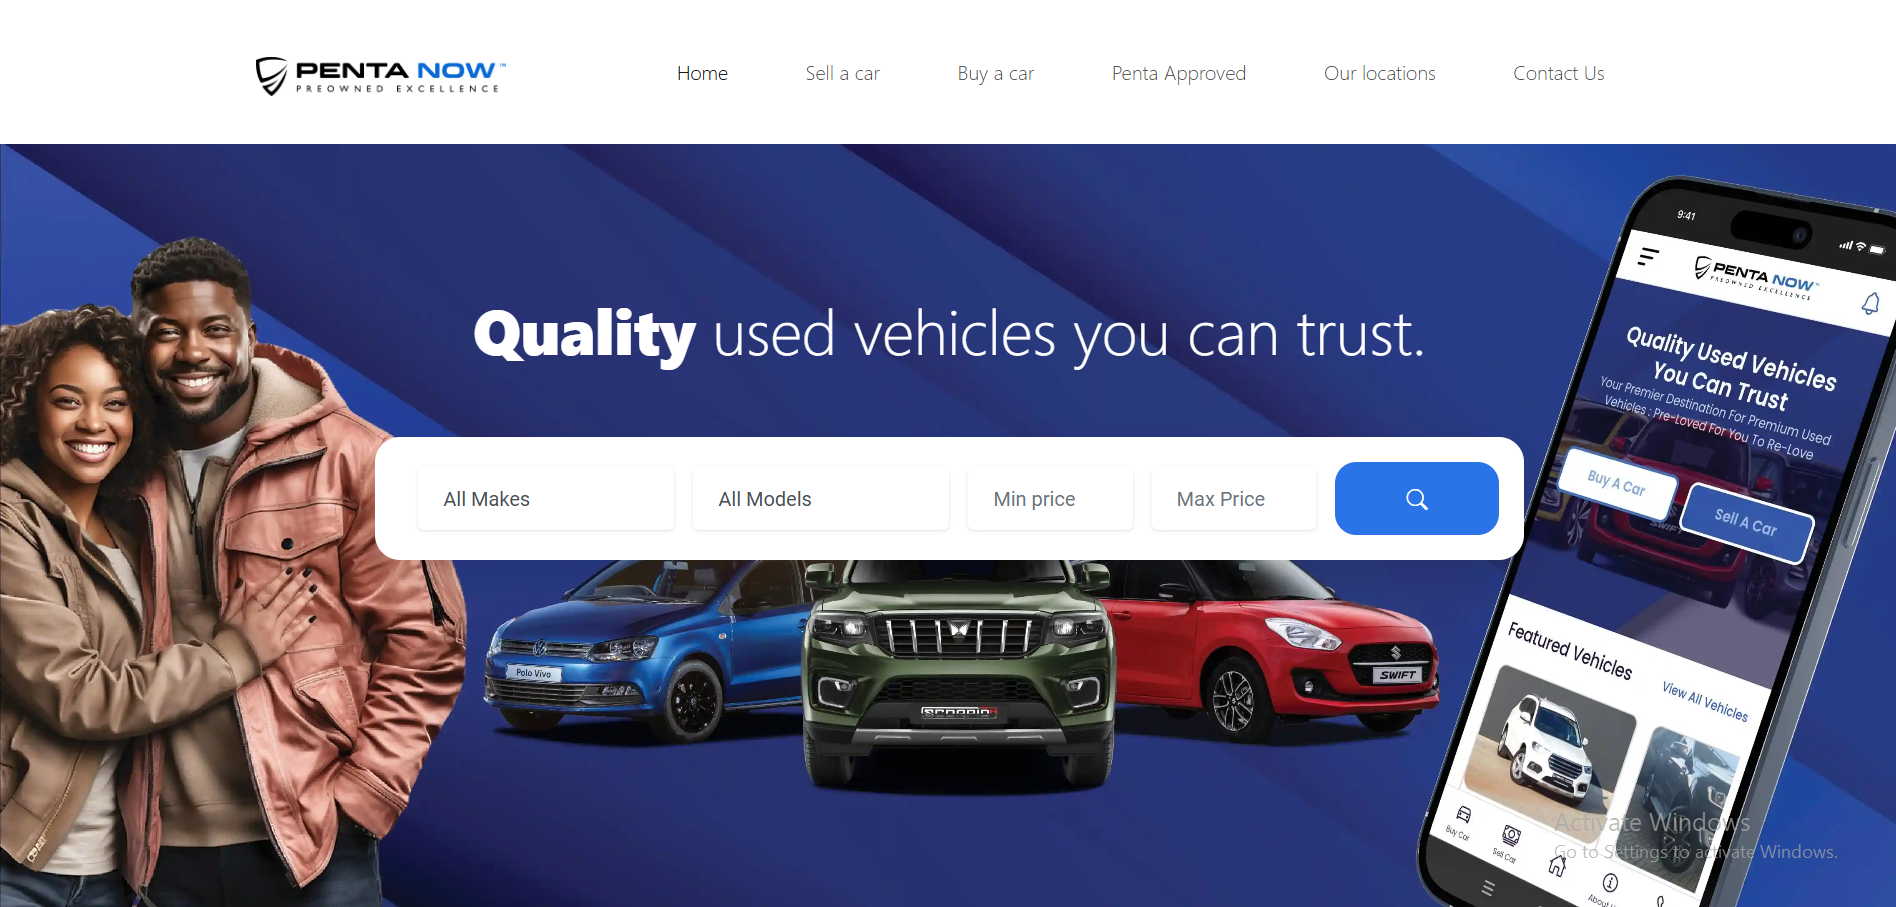 PENTA NOW™
PREOWNED EXCELLENCE
Home
Sell a car
Buy a car
Penta Approved
Our locations
Contact Us
Quality used vehicles you can trust.
All Makes
All Models
Min price
Max Price
Polo Vivo
SCORPIO
SWIFT
9:41
PENTA NOW™
PREOWNED EXCELLENCE
Quality Used Vehicles
You Can Trust
Your Premier Destination For Premium Used
Vehicles : Pre-Loved For You To Re-Love
Buy A Car
Sell A Car
SWIFT
Featured Vehicles
View All Vehicles
Buy Car
Sell Car
About
Activate Windows
Go to Settings to activate Windows.